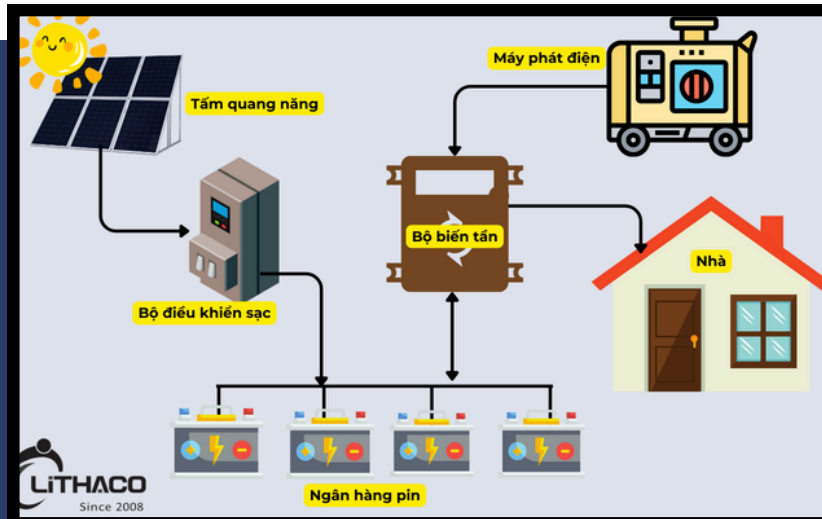 Máy phát điện
Tấm quang năng
Bộ biến tần
Nhà
Bộ điều khiển sạc
Ngân hàng pin
LiTHACO
Since 2008